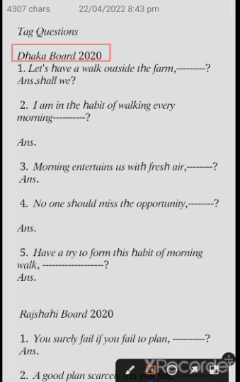 4307 chars 22/04/2022 8:43 pm
Tag Questions
Dhaka Board 2020
1. Let's have a walk outside the farm,---------?
Ans.shall we?
2. I am in the habit of walking every
morning----------?
Ans.
3. Morning entertains us with fresh air,--------?
Ans.
4. No one should miss the opportunity,--------?
Ans.
5. Have a try to form this habit of morning
walk, -------------------?
Ans.
Rajshahi Board 2020
1. You surely fail if you fail to plan, ----------?
Ans.
2. A good plan
XRecorder